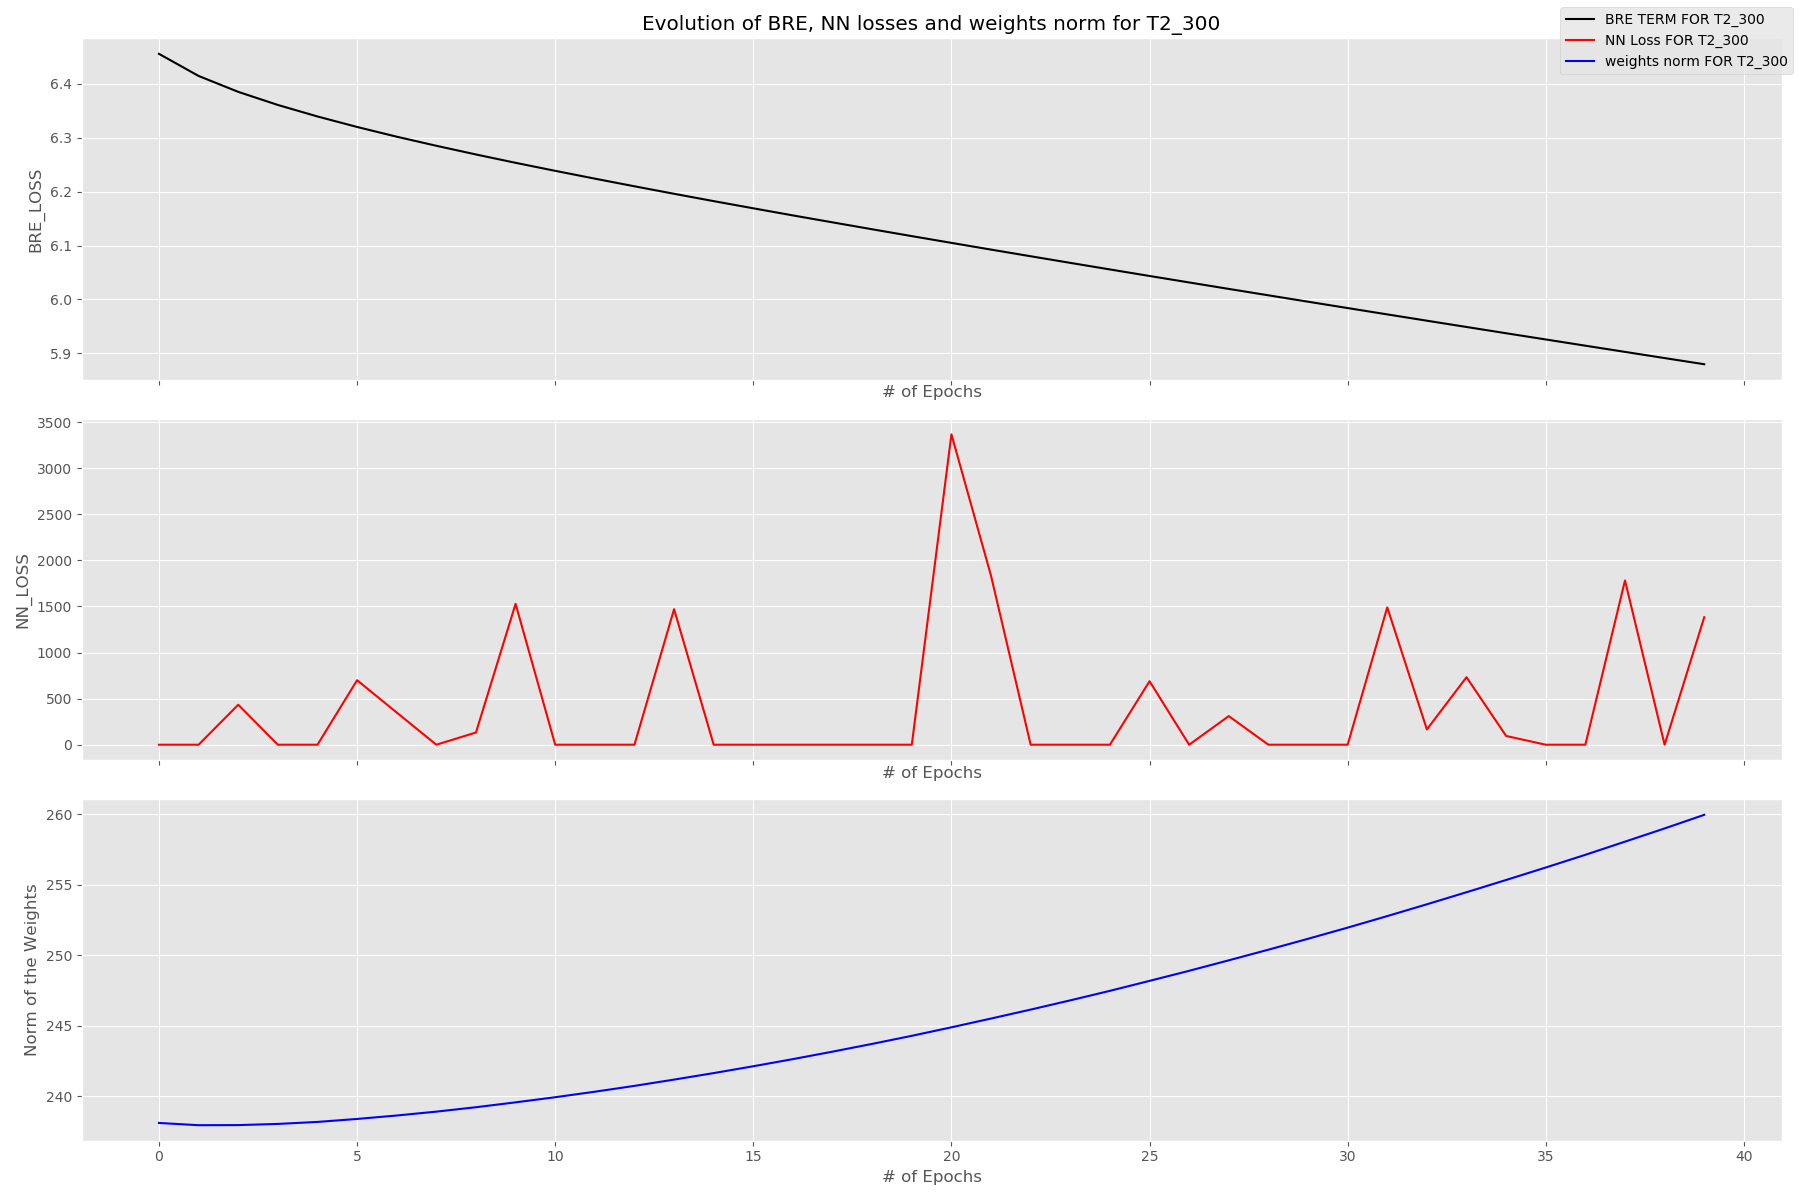 Evolution of BRE, NN losses and weights norm for T2_300
BRE TERM FOR T2_300
NN Loss FOR T2_300
weights norm FOR T2_300
BRE_LOSS
6.4
6.3
6.2
6.1
6.0
5.9
# of Epochs
NN_LOSS
3500
3000
2500
2000
1500
1000
500
0
# of Epochs
Norm of the Weights
260
255
250
245
240
0 5 10 15 20 25 30 35 40
# of Epochs